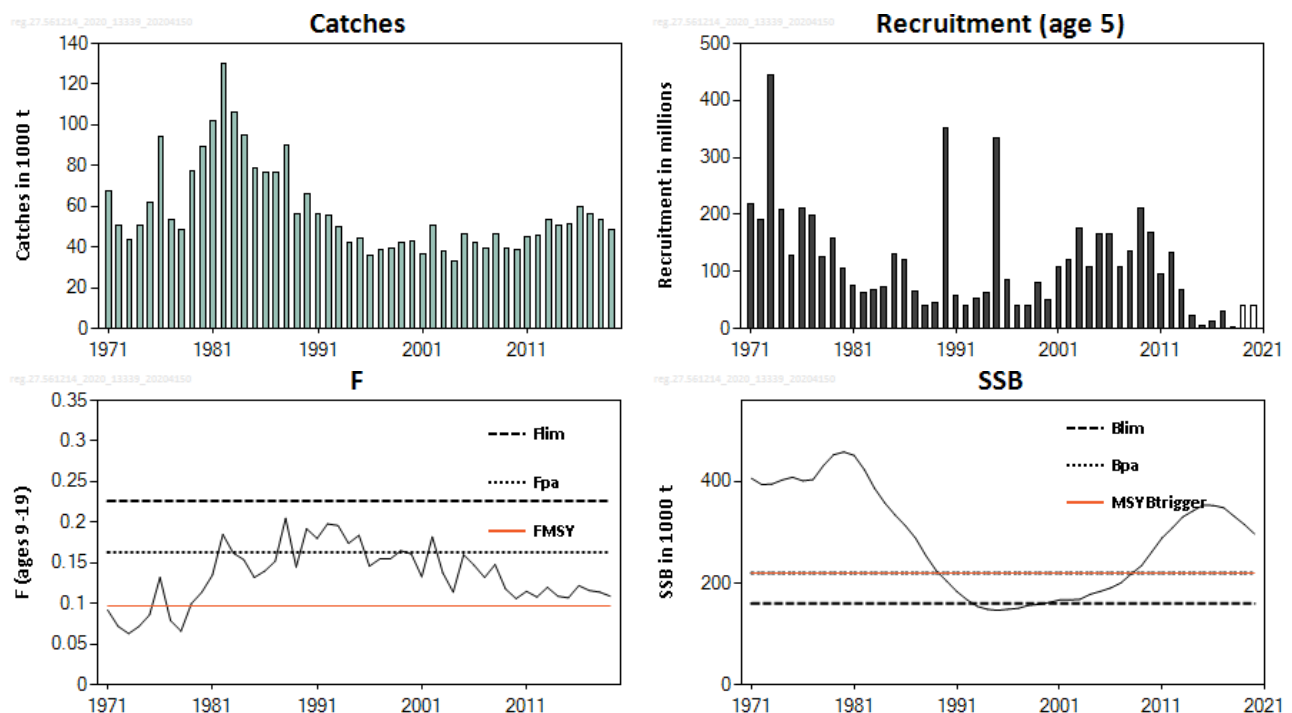 reg.27.561214_2020_13339_20204150
Catches
Catches in 1000 t
140
120
100
80
60
40
20
0
1971
1981
1991
2001
2011
reg.27.561214_2020_13339_20204150
Recruitment (age 5)
Recruitment in millions
500
400
300
200
100
0
1971
1981
1991
2001
2011
2021
reg.27.561214_2020_13339_20204150
F
F (ages 9-19)
0.35
0.3
0.25
0.2
0.15
0.1
0.05
0
Flim
Fpa
FMSY
1971
1981
1991
2001
2011
reg.27.561214_2020_13339_20204150
SSB
SSB in 1000 t
400
200
0
Blim
Bpa
MSYBtrigger
1971
1981
1991
2001
2011
2021